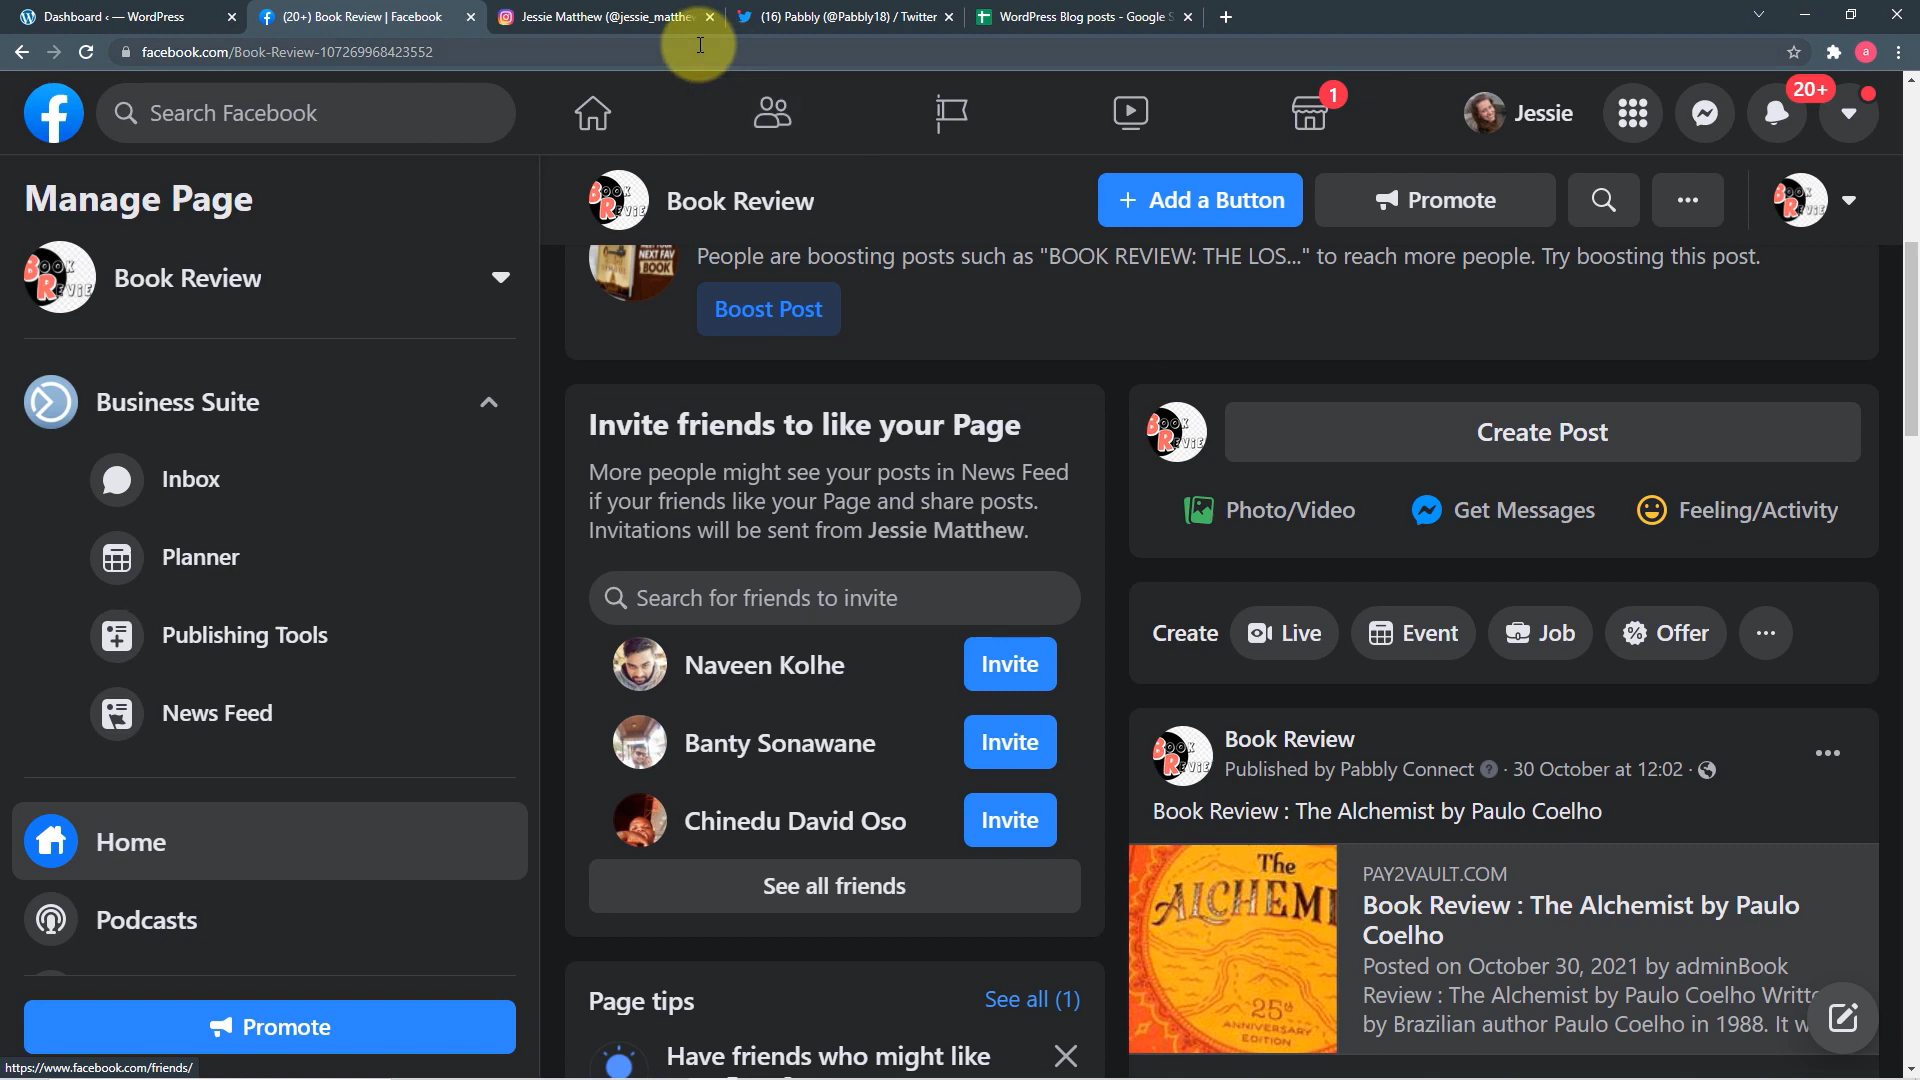 Dashboard ‹ — WordPress
(20+) Book Review | Facebook
Jessie Matthew (@jessie_matthe
(16) Pabbly (@Pabbly18) / Twitter
WordPress Blog posts - Google S
facebook.com/Book-Review-107269968423552
a
Search Facebook
1
Jessie
20+
Manage Page
Book Review
Add a Button
Promote
Book Review
People are boosting posts such as "BOOK REVIEW: THE LOS..." to reach more people. Try boosting this post.
Boost Post
Business Suite
Inbox
Planner
Publishing Tools
News Feed
Home
Podcasts
Promote
https://www.facebook.com/friends/
Invite friends to like your Page
More people might see your posts in News Feed
if your friends like your Page and share posts.
Invitations will be sent from Jessie Matthew.
Search for friends to invite
Naveen Kolhe
Invite
Banty Sonawane
Invite
Chinedu David Oso
Invite
See all friends
Page tips
See all (1)
Have friends who might like
Create Post
Photo/Video
Get Messages
Feeling/Activity
Create
Live
Event
Job
Offer
Book Review
Published by Pabbly Connect · 30 October at 12:02 ·
Book Review : The Alchemist by Paulo Coelho
The
ALCHEMI
25th
ANNIVERSARY
EDITION
PAY2VAULT.COM
Book Review : The Alchemist by Paulo
Coelho
Posted on October 30, 2021 by adminBook
Review : The Alchemist by Paulo Coelho Writte
by Brazilian author Paulo Coelho in 1988. It w